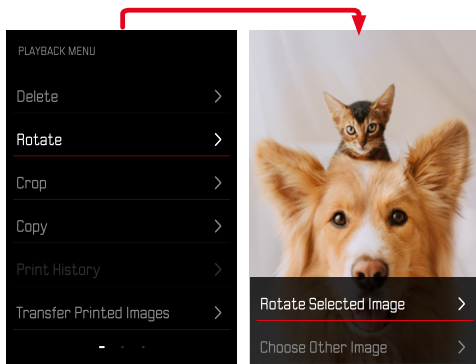 PLAYBACK MENU
Delete
Rotate
Crop
Copy
Print History
Transfer Printed Images
Rotate Selected Image
Choose Other Image